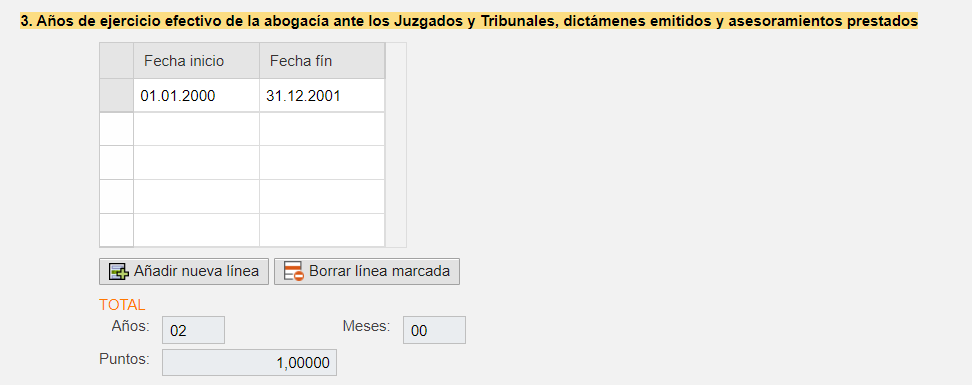 3. Años de ejercicio efectivo de la abogacía ante los Juzgados y Tribunales, dictámenes emitidos y asesoramientos prestados
Fecha inicio Fecha fín
01.01.2000 31.12.2001
Añadir nueva línea Borrar línea marcada
TOTAL
Años: 02 Meses: 00
Puntos: 1,00000